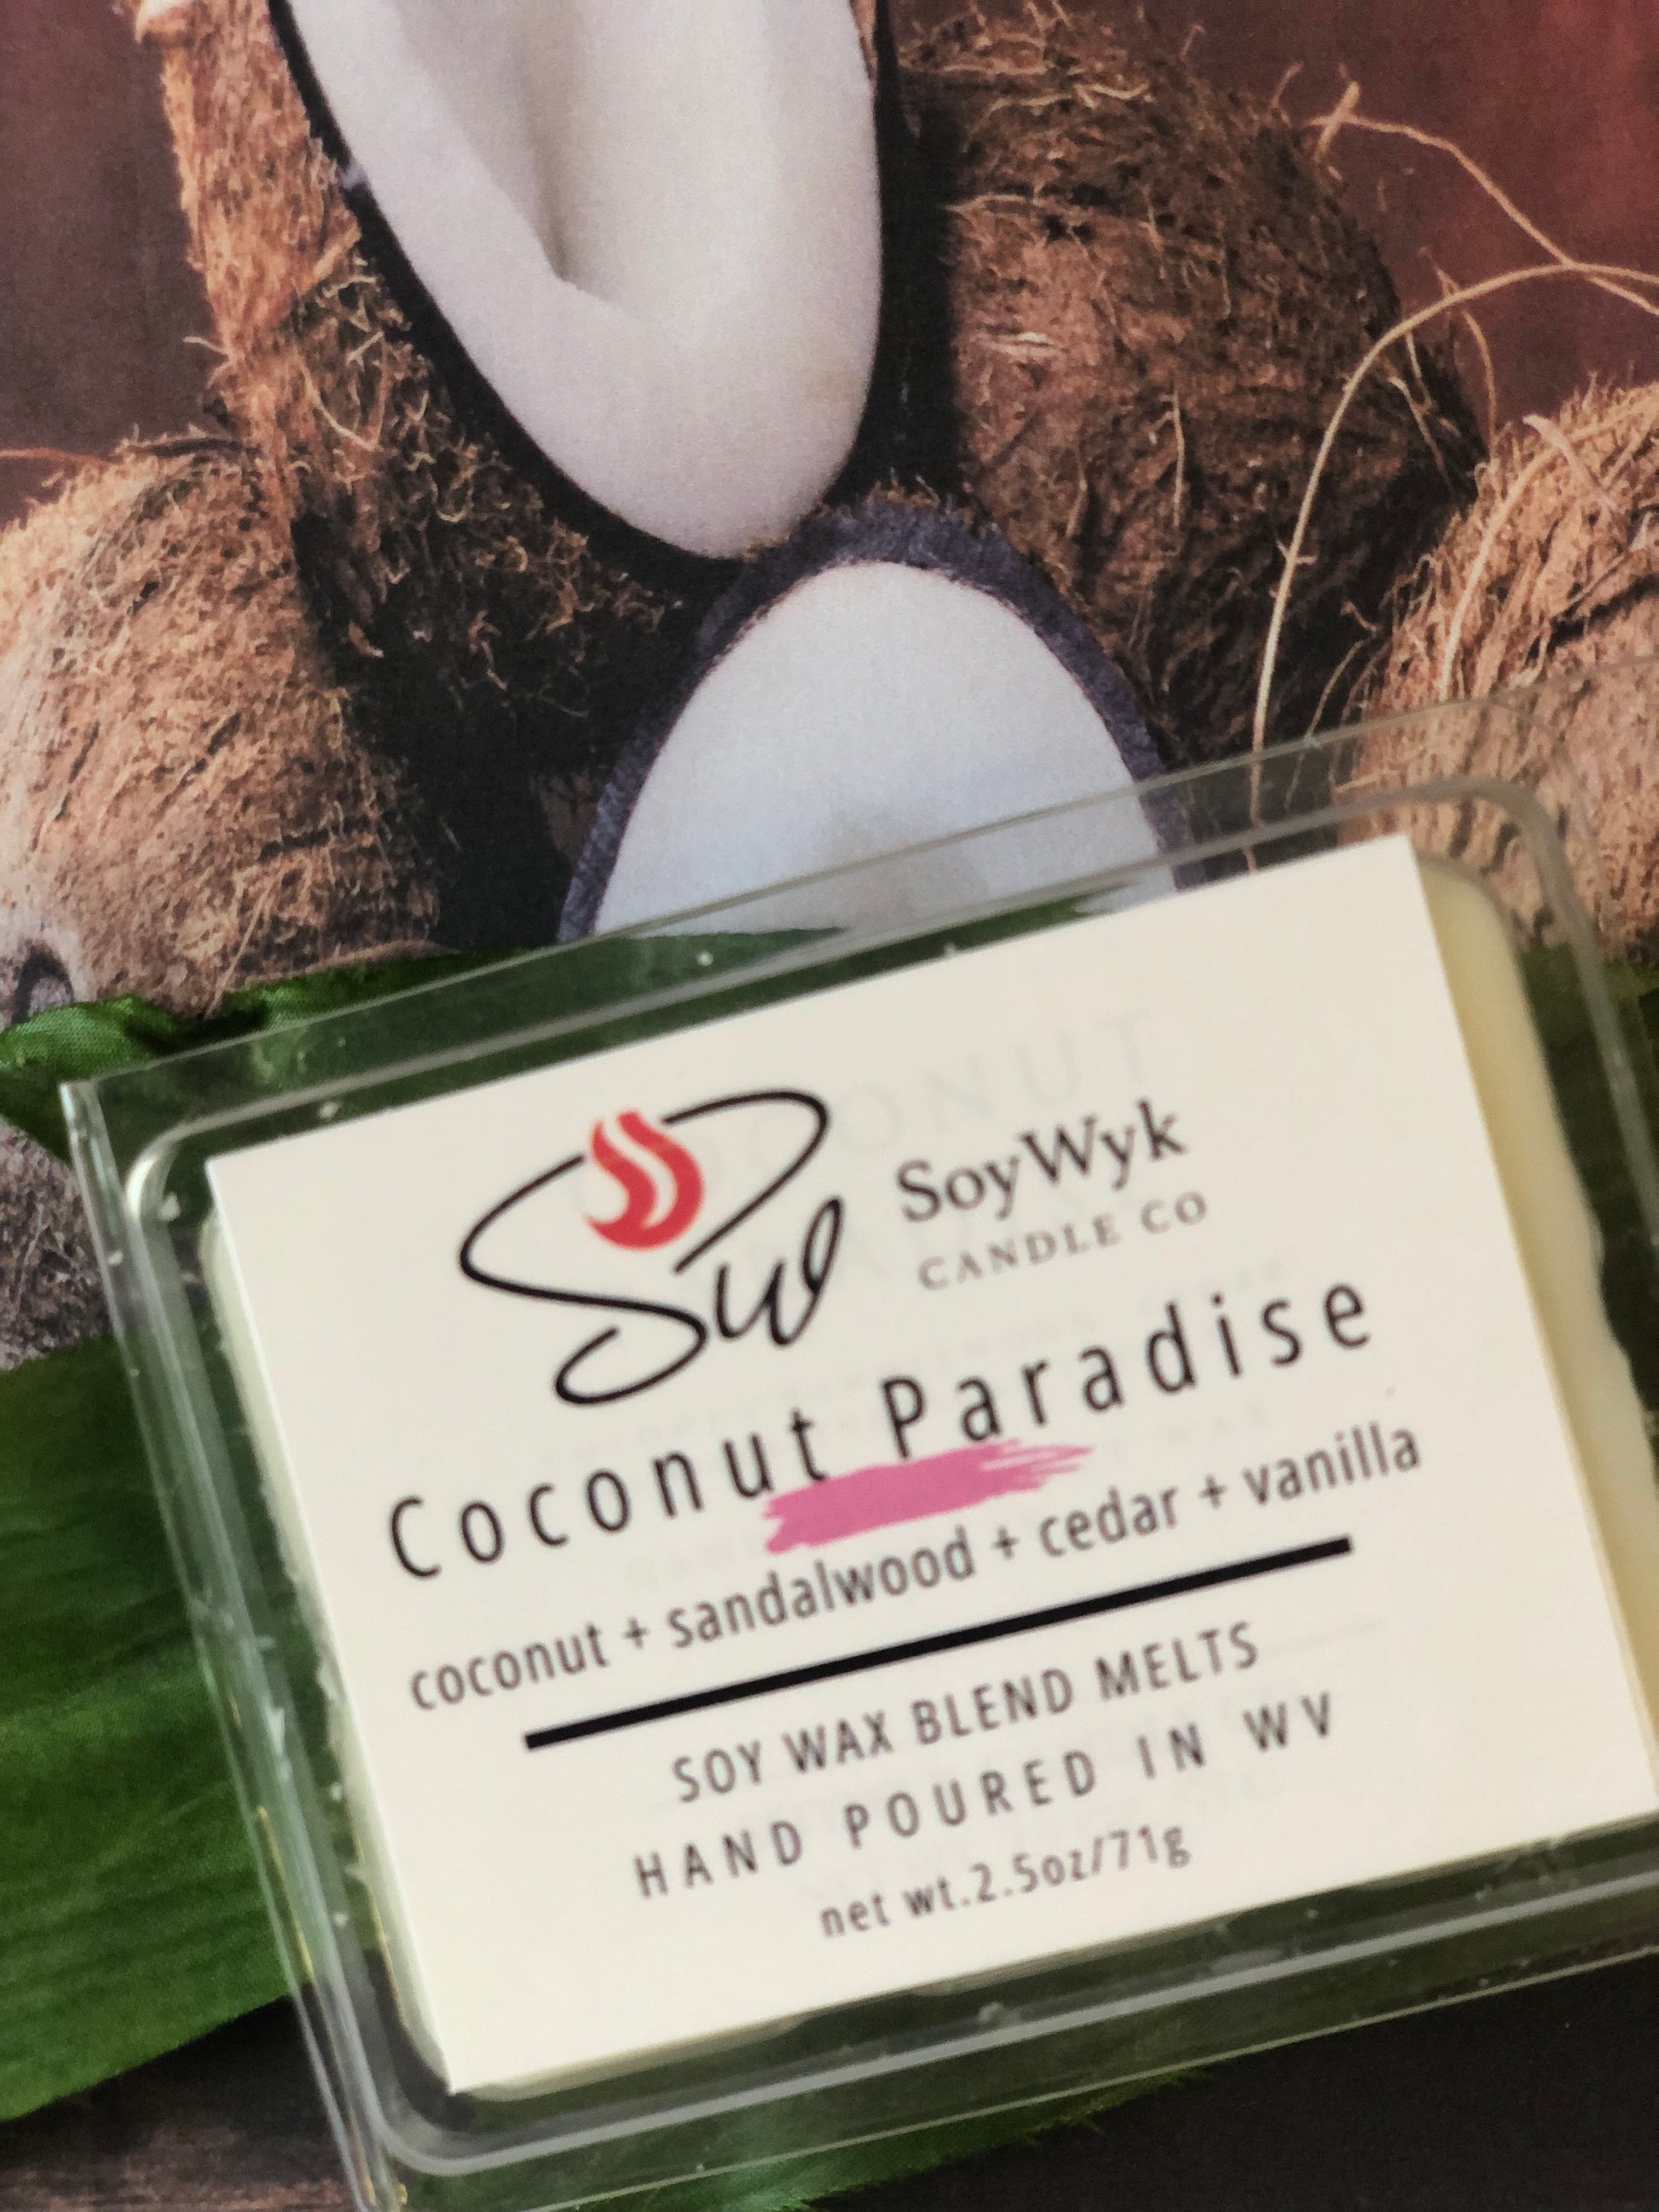 Sw
SoyWyk
CANDLE CO
Coconut Paradise
coconut + sandalwood + cedar + vanilla
SOY WAX BLEND MELTS
HAND POURED IN WV
net wt.2.5oz/71g